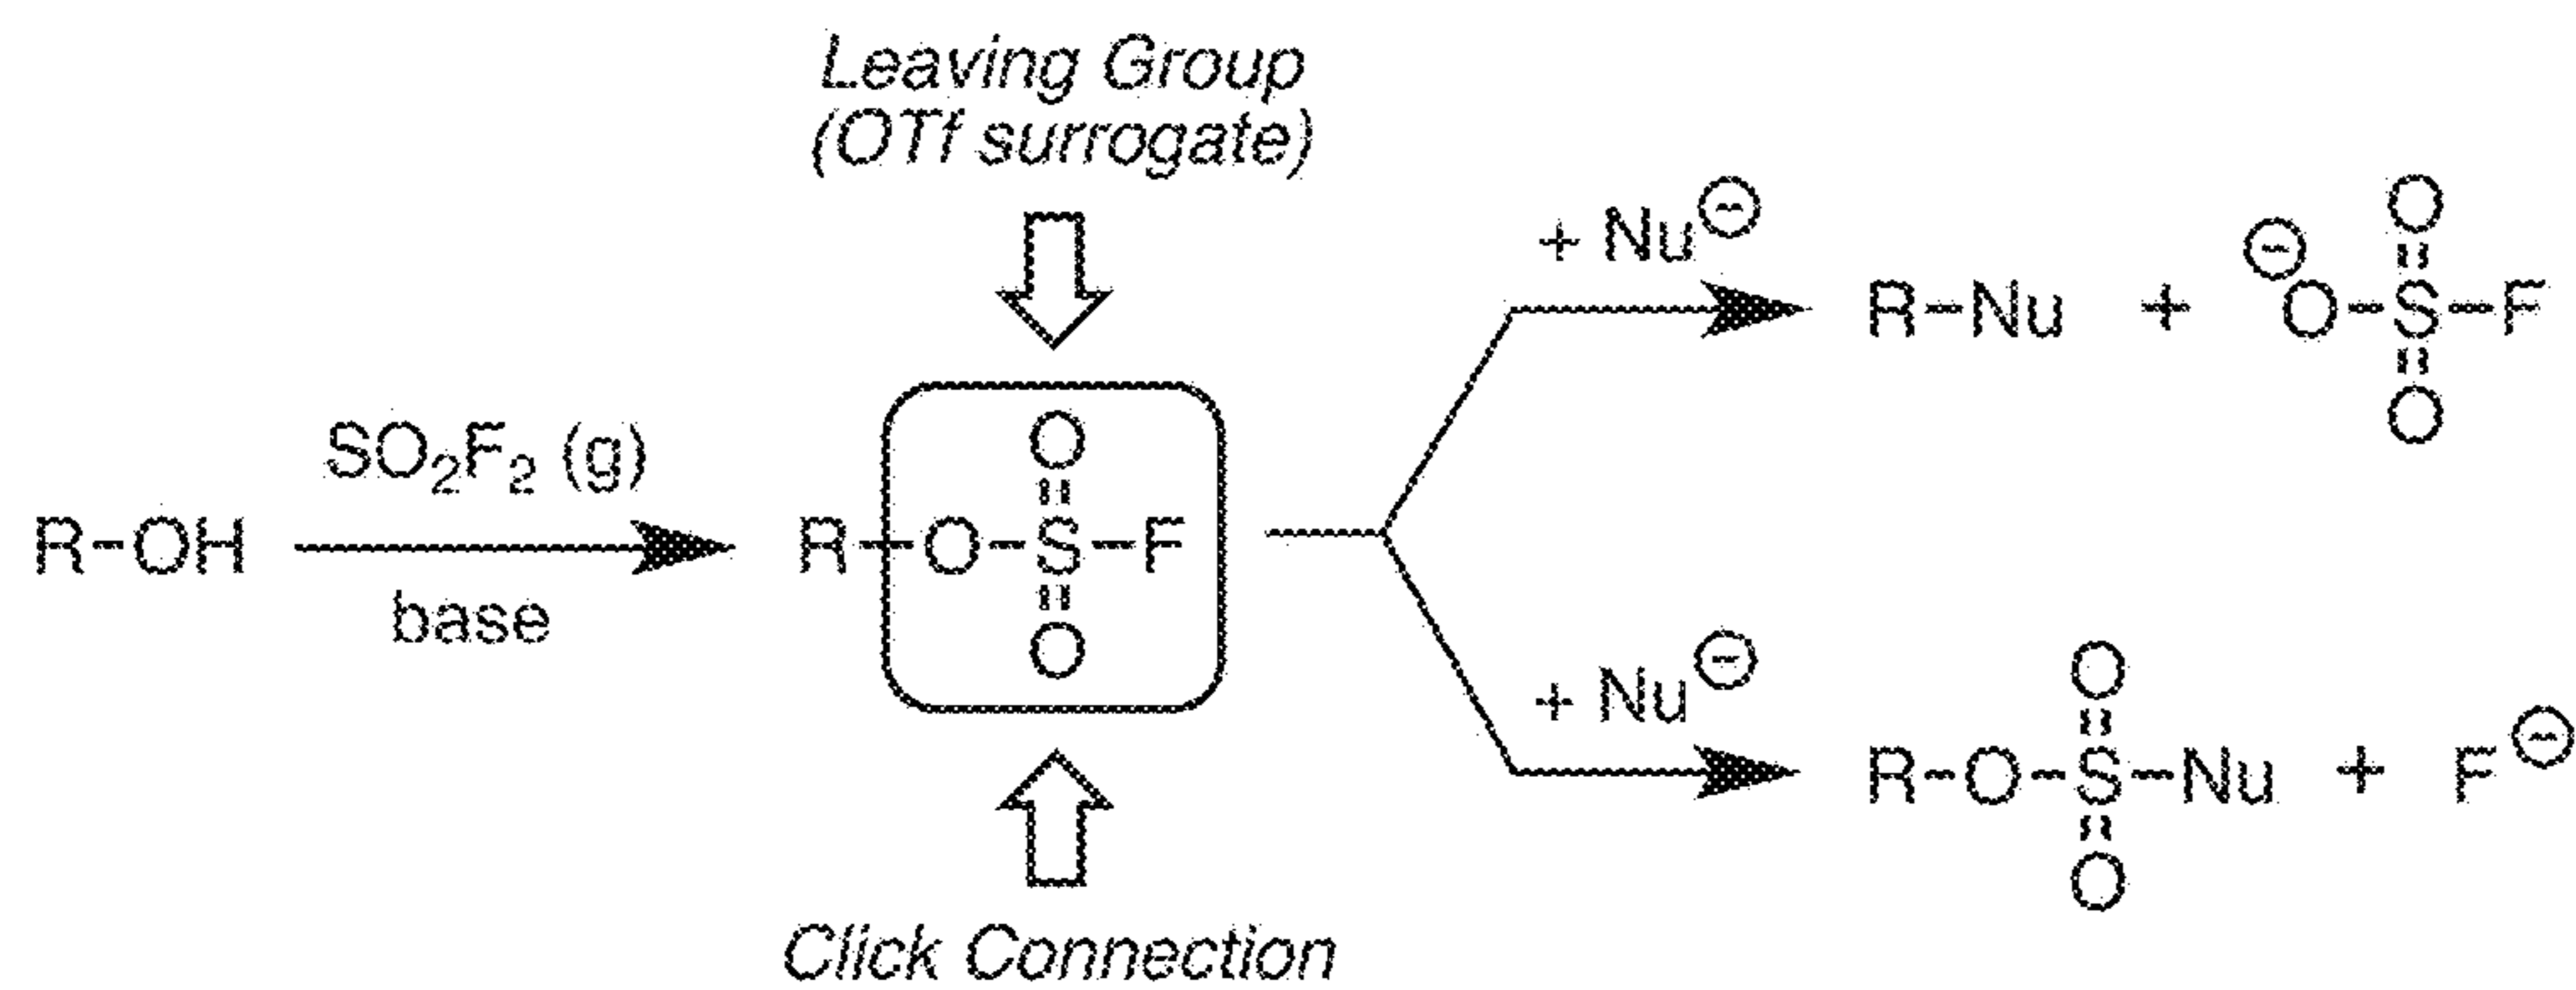 Leaving Group
(OTf surrogate)
+ Nu⊖
R-Nu + ⊖O-S-F
O
O
SO₂F₂ (g)
R-OH
base
O
R-O-S-F
O
+ Nu⊖
O
R-O-S-Nu + F⊖
O
Click Connection